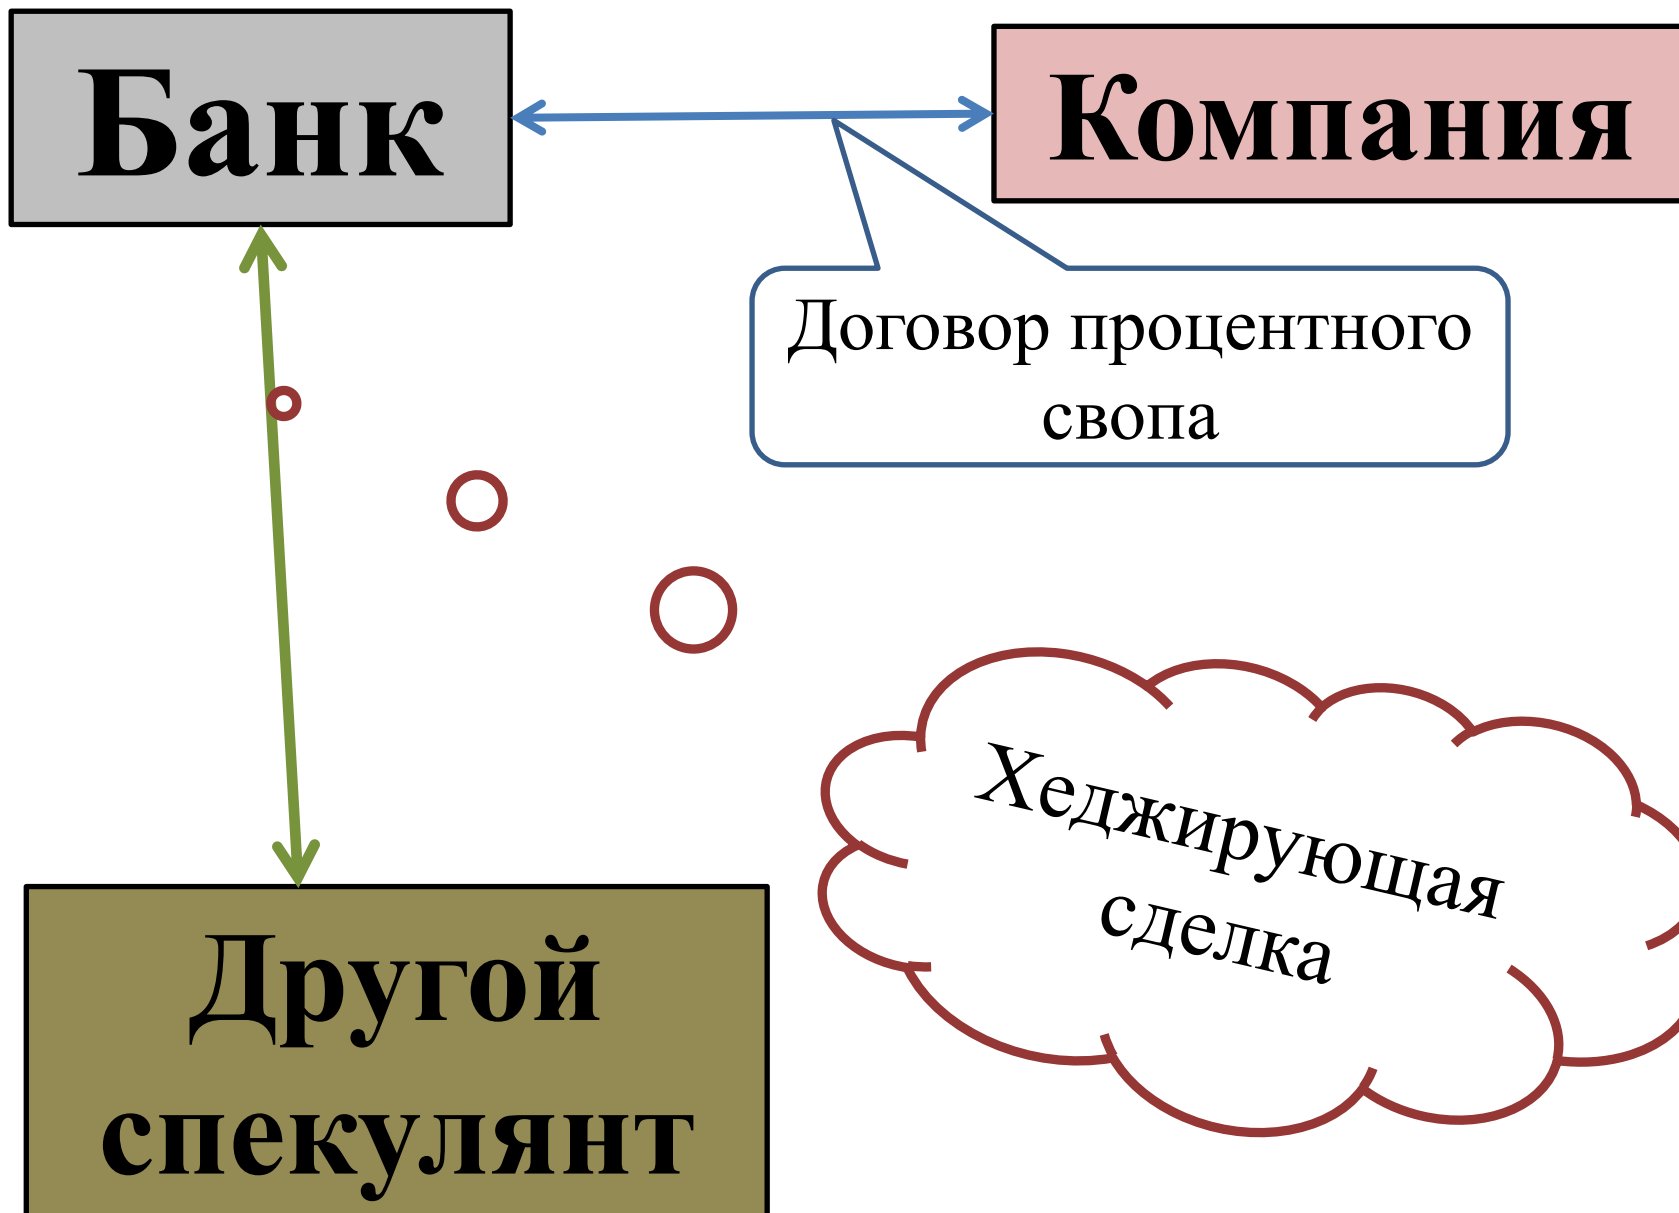 Банк
Компания
Договор процентного
свопа
Хеджирующая
сделка
Другой
спекулянт